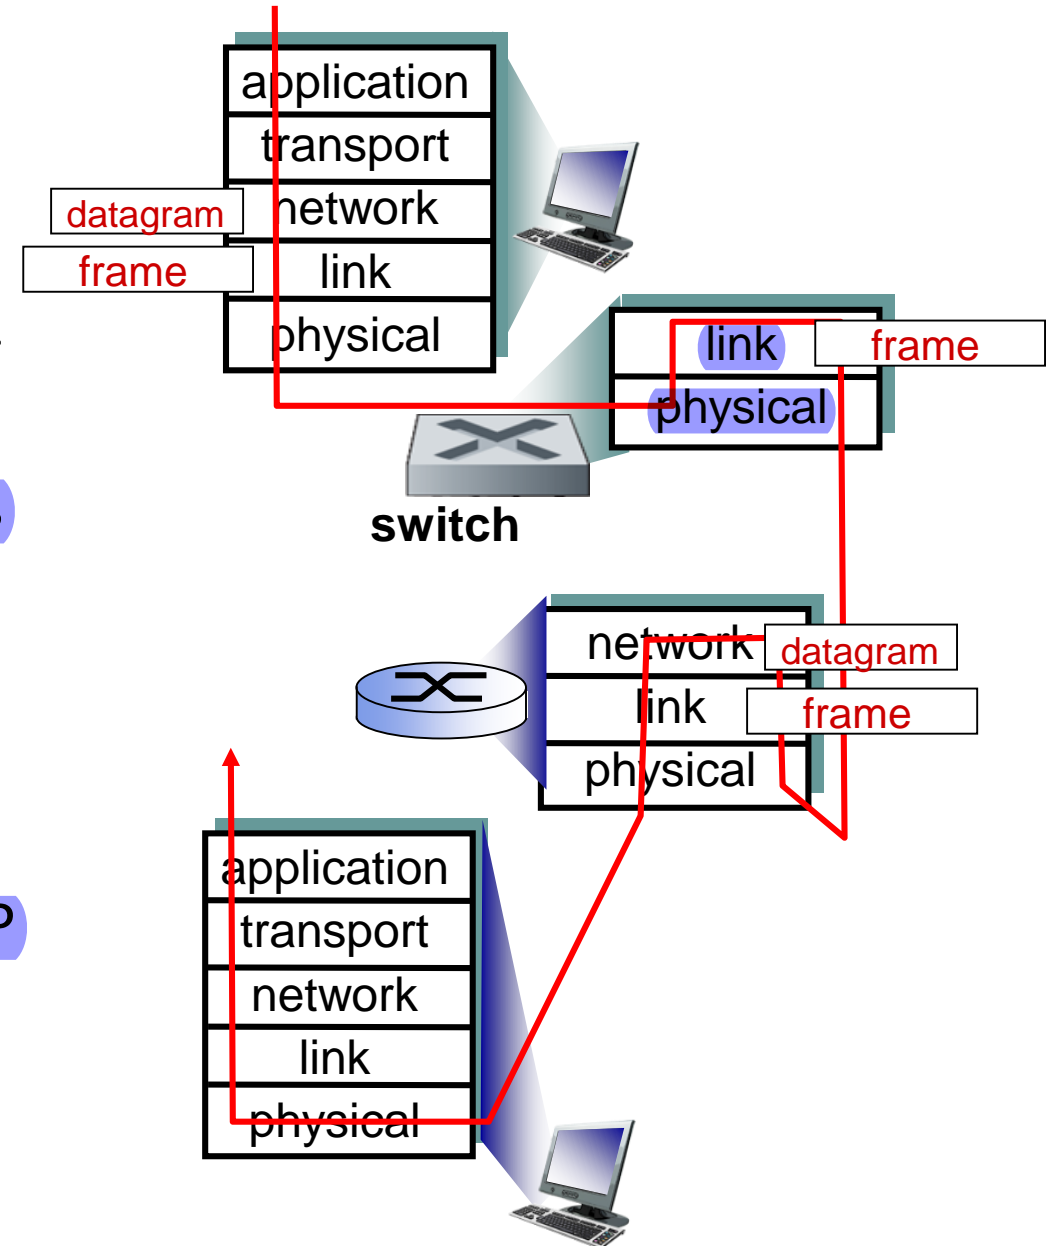 application
transport
datagram
network
frame
link
physical
link
frame
physical
switch
network
datagram
link
frame
physical
application
transport
network
link
physical